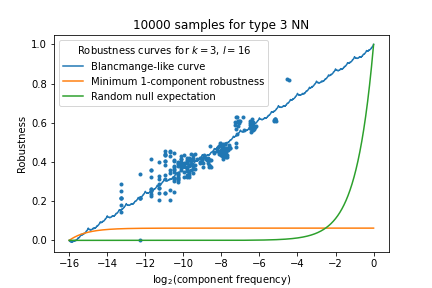 10000 samples for type 3 NN
Robustness curves for k = 3, l = 16
Blancmange-like curve
Minimum 1-component robustness
Random null expectation
1.0
0.8
0.6
0.4
0.2
0.0
Robustness
−16 −14 −12 −10 −8 −6 −4 −2 0
log₂(component frequency)